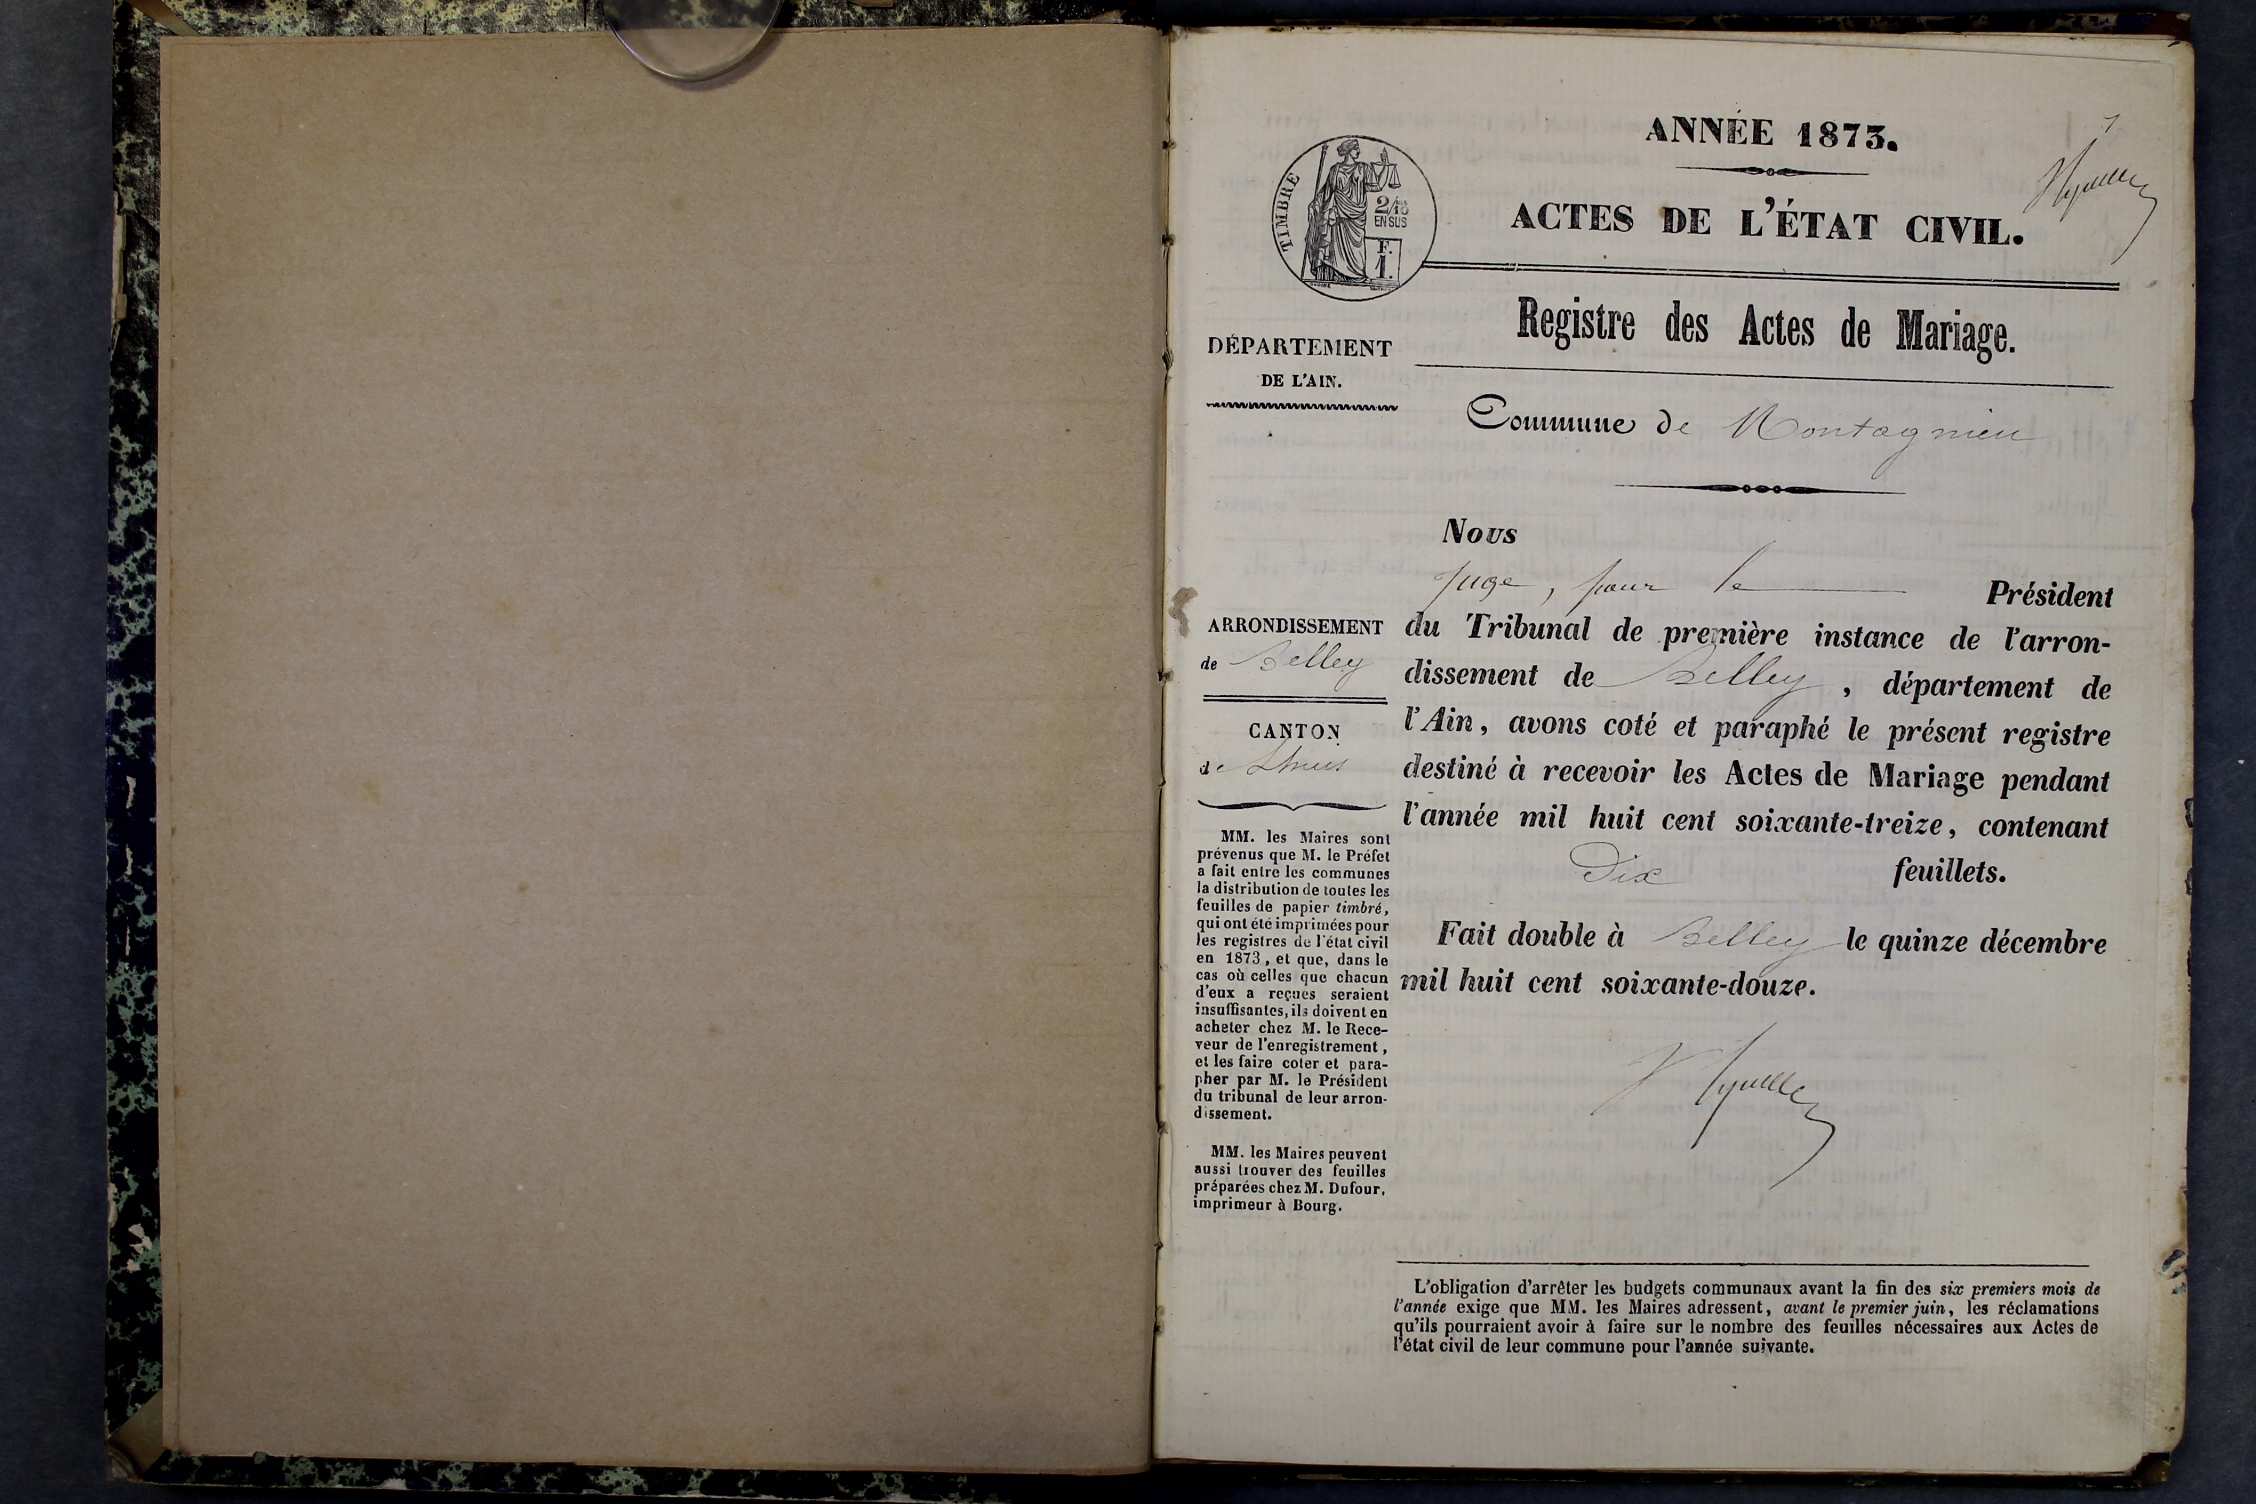 1
ANNÉE 1873.
ACTES DE L'ÉTAT CIVIL.
TIMBRE
2/10
EN SUS
F.
1.
Registre des Actes de Mariage.
DÉPARTEMENT
DE L'AIN.
Commune de Montagnieu
Nous
Juge, pour le Président
du Tribunal de première instance de l'arron-
dissement de Belley, département de
l'Ain, avons coté et paraphé le présent registre
destiné à recevoir les Actes de Mariage pendant
l'année mil huit cent soixante-treize, contenant
Dix feuillets.
Fait double à Belley le quinze décembre
mil huit cent soixante-douze.
ARRONDISSEMENT
de Belley
CANTON
de Lhuis
MM. les Maires sont
prévenus que M. le Préfet
a fait entre les communes
la distribution de toutes les
feuilles de papier timbré,
qui ont été imprimées pour
les registres de l'état civil
en 1873, et que, dans le
cas où celles que chacun
d'eux a reçues seraient
insuffisantes, ils doivent en
acheter chez M. le Rece-
veur de l'enregistrement,
et les faire coter et para-
pher par M. le Président
du tribunal de leur arron-
dissement.
MM. les Maires peuvent
aussi trouver des feuilles
préparées chez M. Dufour,
imprimeur à Bourg.
L'obligation d'arrêter les budgets communaux avant la fin des six premiers mois de
l'année exige que MM. les Maires adressent, avant le premier juin, les réclamations
qu'ils pourraient avoir à faire sur le nombre des feuilles nécessaires aux Actes de
l'état civil de leur commune pour l'année suivante.